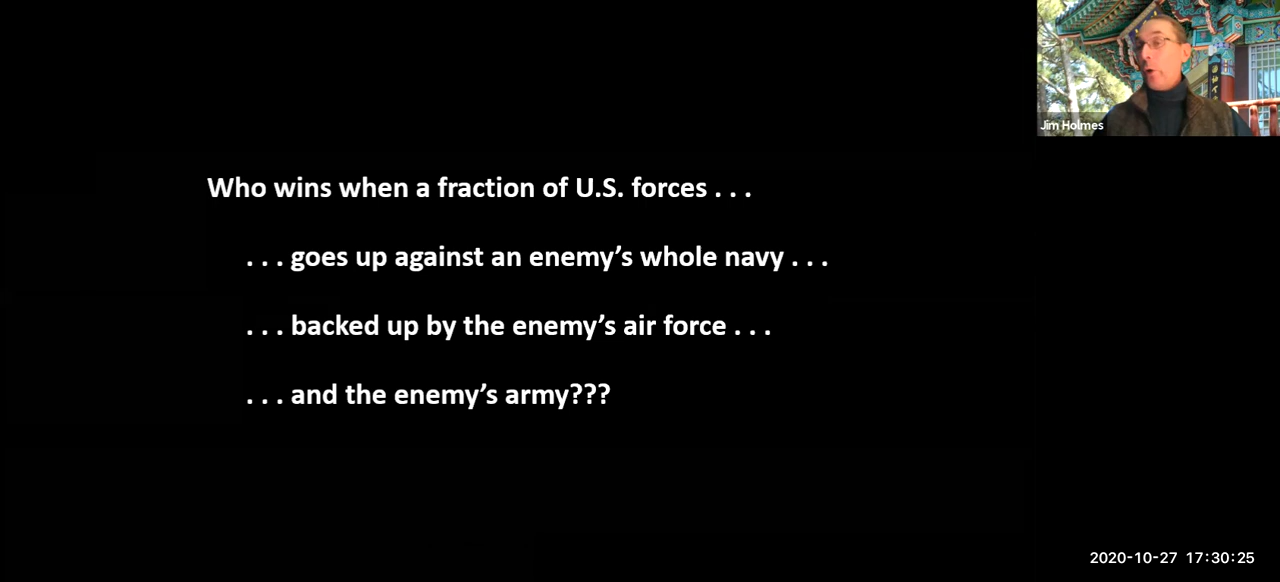 Who wins when a fraction of U.S. forces . . .
. . . goes up against an enemy’s whole navy . . .
. . . backed up by the enemy’s air force . . .
. . . and the enemy’s army???
Jim Holmes
2020-10-27 17:30:25